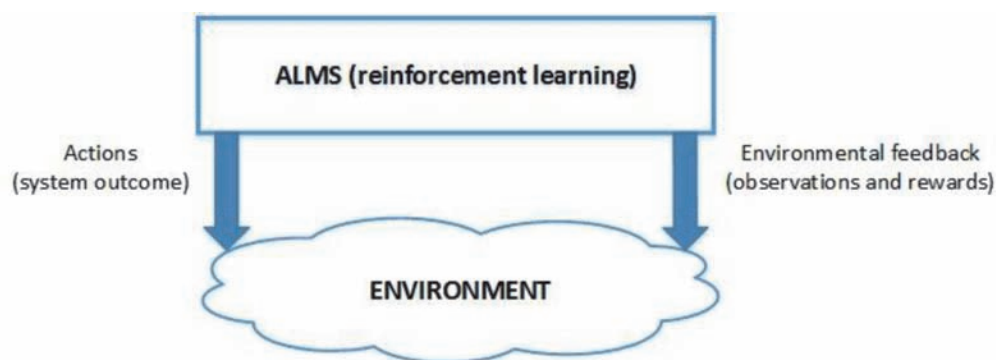 ALMS (reinforcement learning)
Actions
(system outcome)
Environmental feedback
(observations and rewards)
ENVIRONMENT